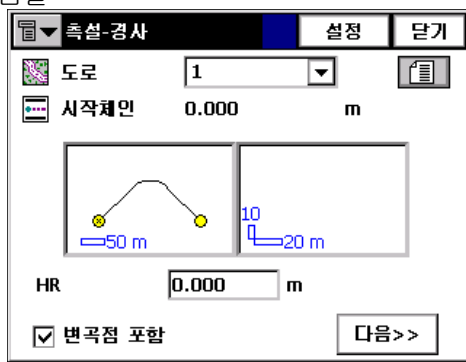 측설-경사 설정 닫기
도로 1
시작체인 0.000 m
50 m
10
20 m
HR 0.000 m
변곡점 포함 다음>>